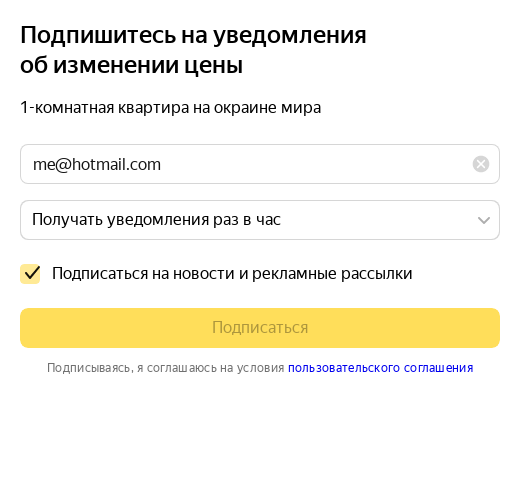 Подпишитесь на уведомления
об изменении цены
1-комнатная квартира на окраине мира
me@hotmail.com
Получать уведомления раз в час
Подписаться на новости и рекламные рассылки
Подписаться
Подписываясь, я соглашаюсь на условия пользовательского соглашения